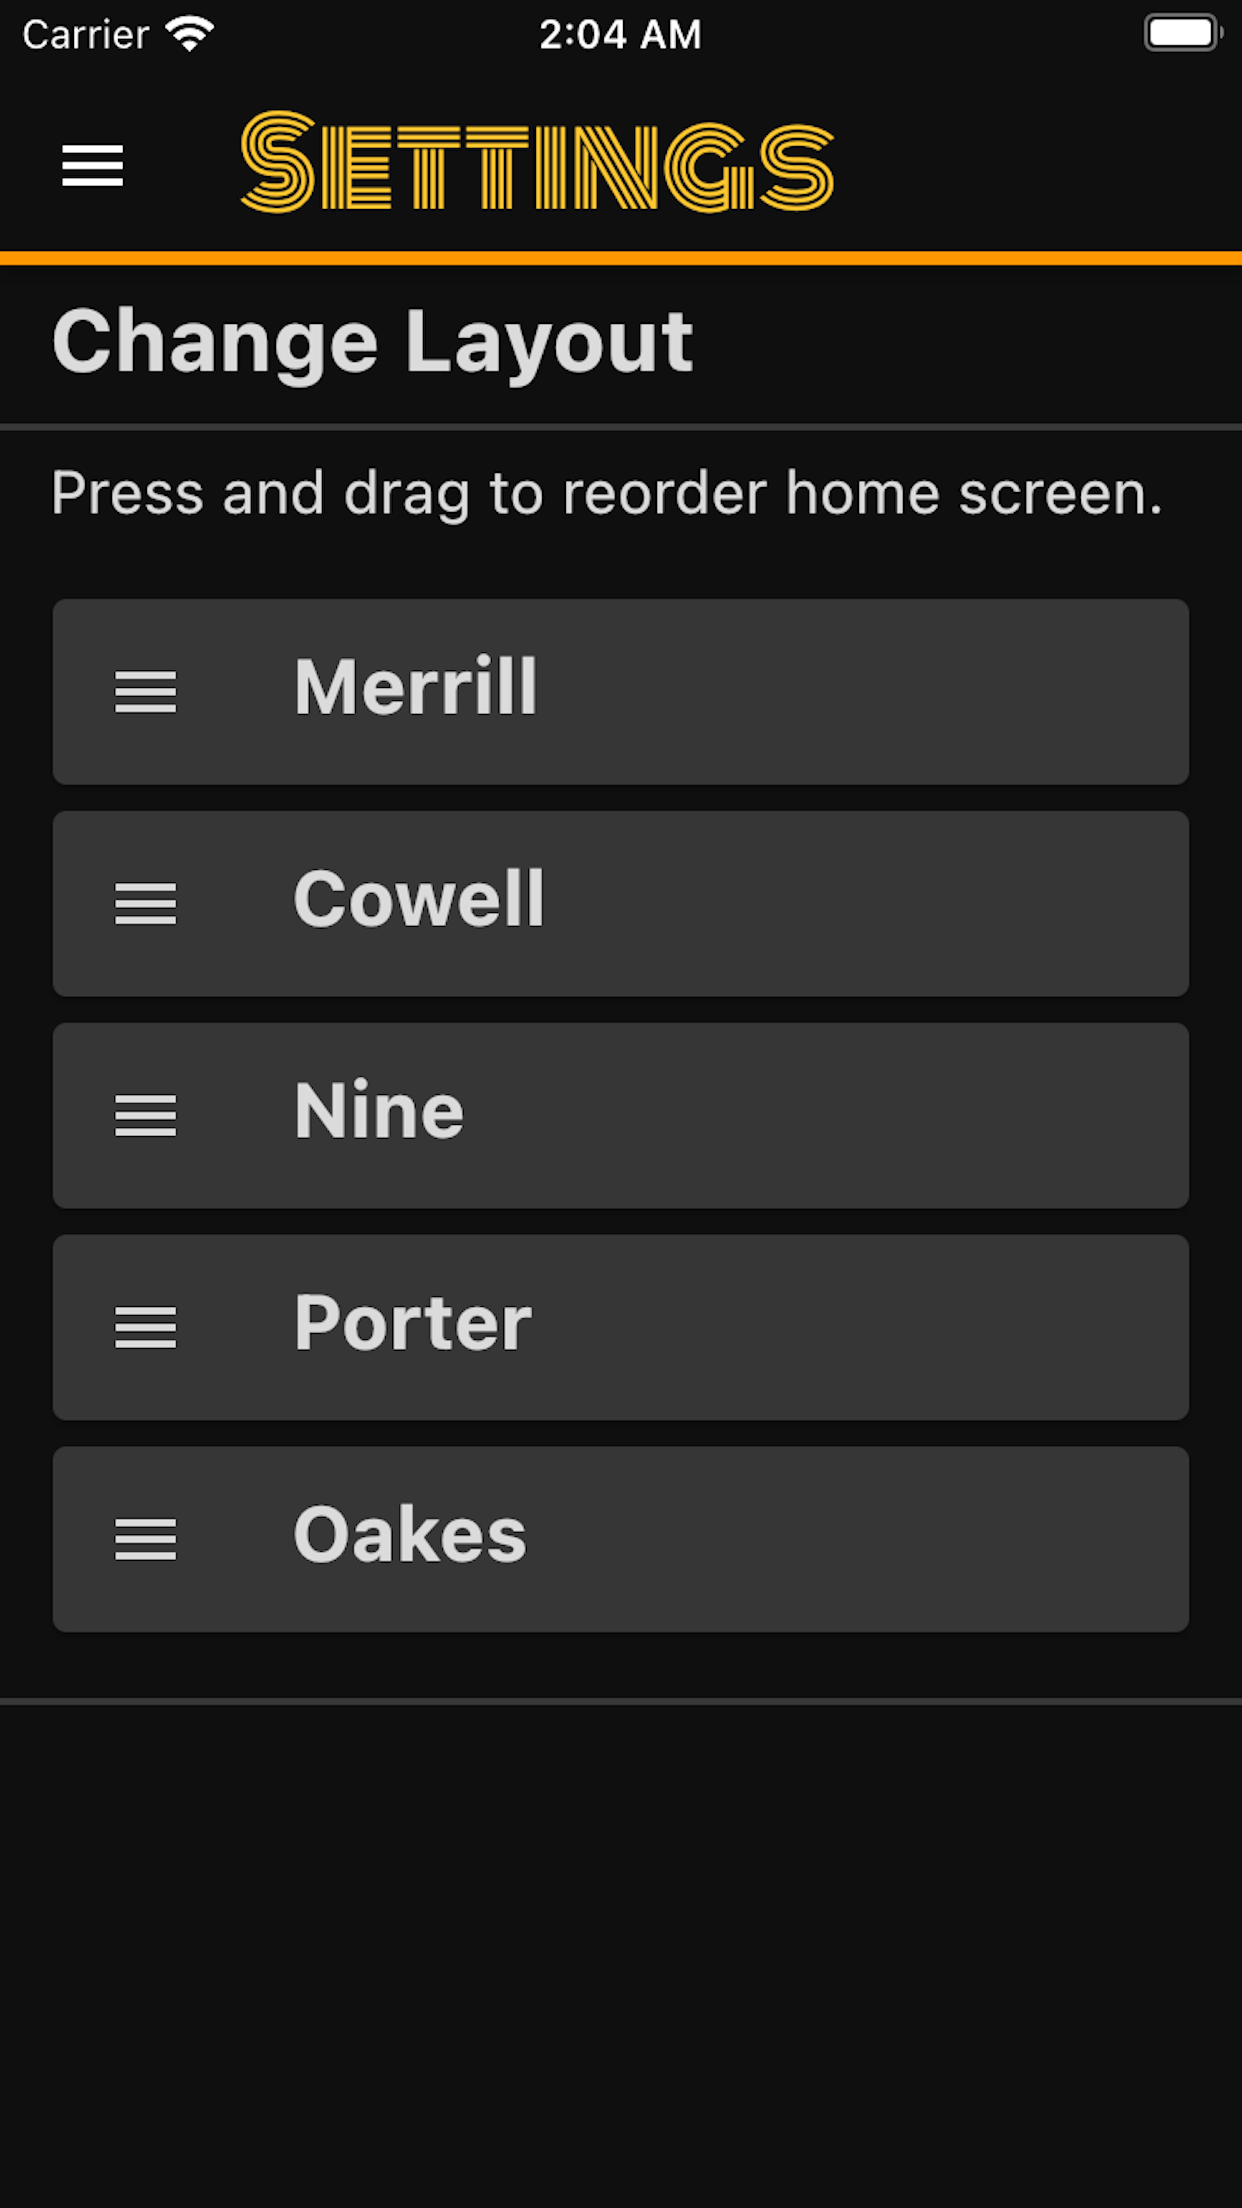 Carrier 2:04 AM
SETTINGS
Change Layout
Press and drag to reorder home screen.
Merrill
Cowell
Nine
Porter
Oakes